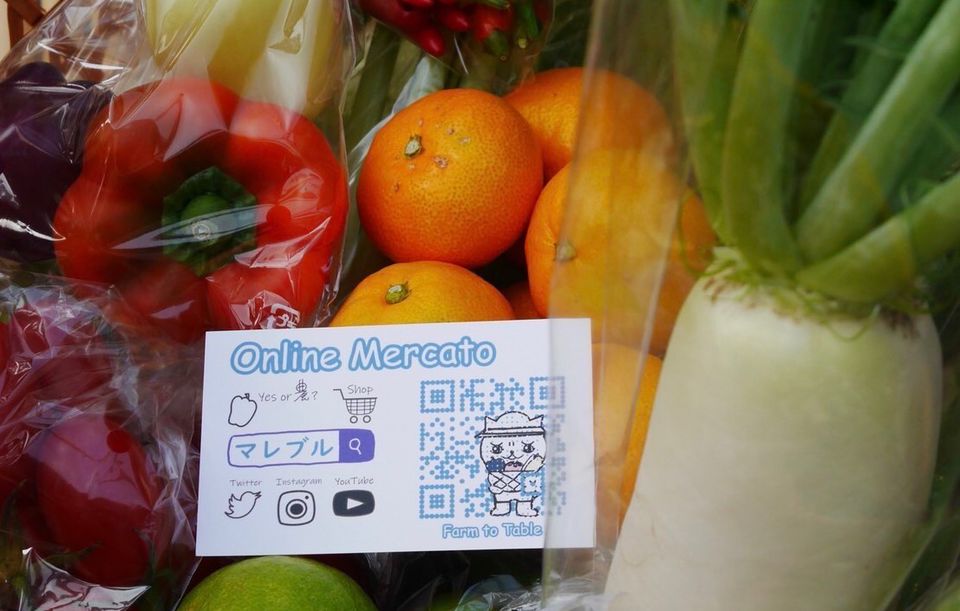 Online Mercato
Yes or 農?
Shop
マレブル
Twitter Instagram YouTube
Farm to Table